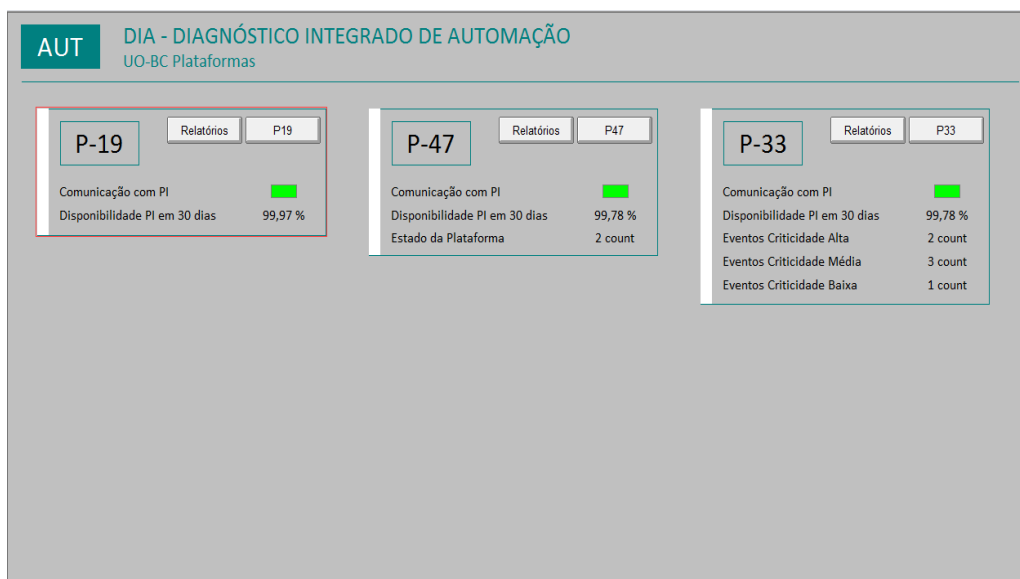 AUT
DIA - DIAGNÓSTICO INTEGRADO DE AUTOMAÇÃO
UO-BC Plataformas
P-19
Relatórios
P19
Comunicação com PI
Disponibilidade PI em 30 dias 99,97 %
P-47
Relatórios
P47
Comunicação com PI
Disponibilidade PI em 30 dias 99,78 %
Estado da Plataforma 2 count
P-33
Relatórios
P33
Comunicação com PI
Disponibilidade PI em 30 dias 99,78 %
Eventos Criticidade Alta 2 count
Eventos Criticidade Média 3 count
Eventos Criticidade Baixa 1 count